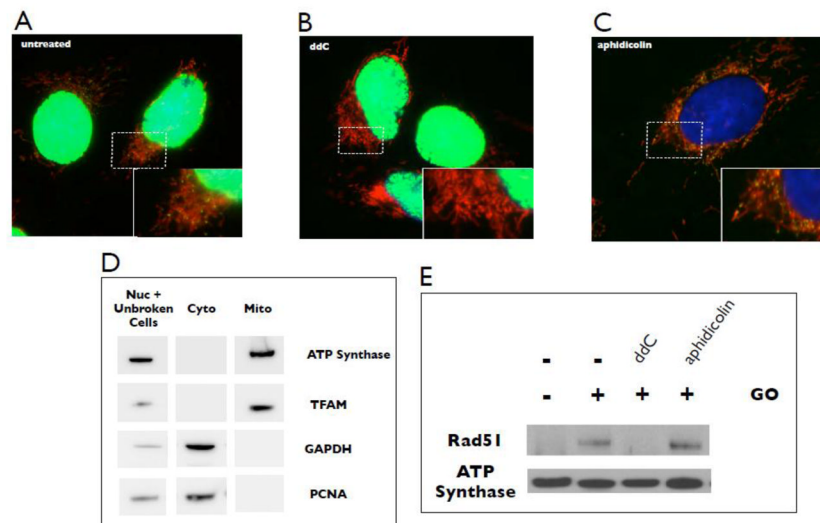 A
untreated
B
ddC
C
aphidicolin
D
Nuc +
Unbroken
Cells
Cyto
Mito
ATP Synthase
TFAM
GAPDH
PCNA
E
- - ddC aphidicolin
- + + + GO
Rad51
ATP
Synthase